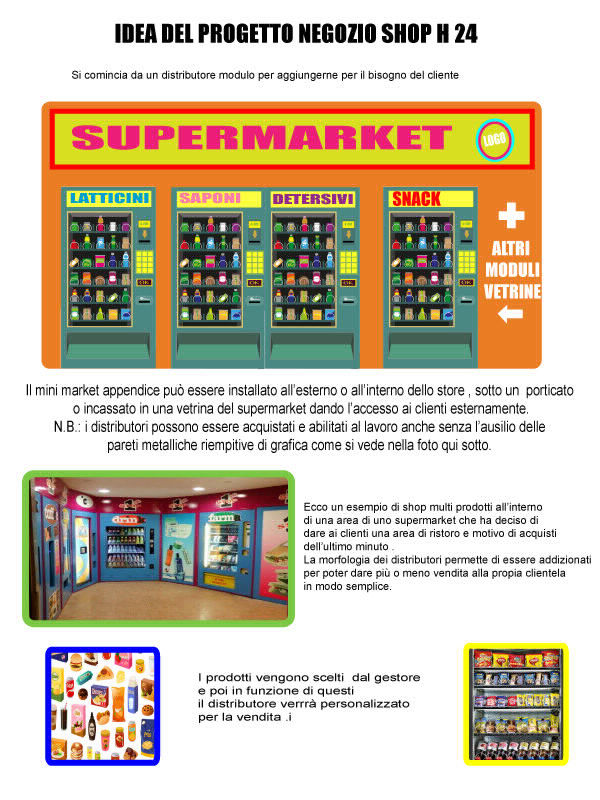 IDEA DEL PROGETTO NEGOZIO SHOP H 24
Si comincia da un distributore modulo per aggiungerne per il bisogno del cliente
SUPERMARKET
LOGO
LATTICINI
SAPONI
DETERSIVI
SNACK
OK
OK
OK
OK
ALTRI
MODULI
VETRINE
Il mini market appendice può essere installato all'esterno o all'interno dello store , sotto un porticato
o incassato in una vetrina del supermarket dando l'accesso ai clienti esternamente.
N.B.: i distributori possono essere acquistati e abilitati al lavoro anche senza l'ausilio delle
pareti metalliche riempitive di grafica come si vede nella foto qui sotto.
Ecco un esempio di shop multi prodotti all'interno
di una area di uno supermarket che ha deciso di
dare ai clienti una area di ristoro e motivo di acquisti
dell'ultimo minuto .
La morfologia dei distributori permette di essere addizionati
per poter dare più o meno vendita alla propia clientela
in modo semplice.
I prodotti vengono scelti dal gestore
e poi in funzione di questi
il distributore verrrà personalizzato
per la vendita .i